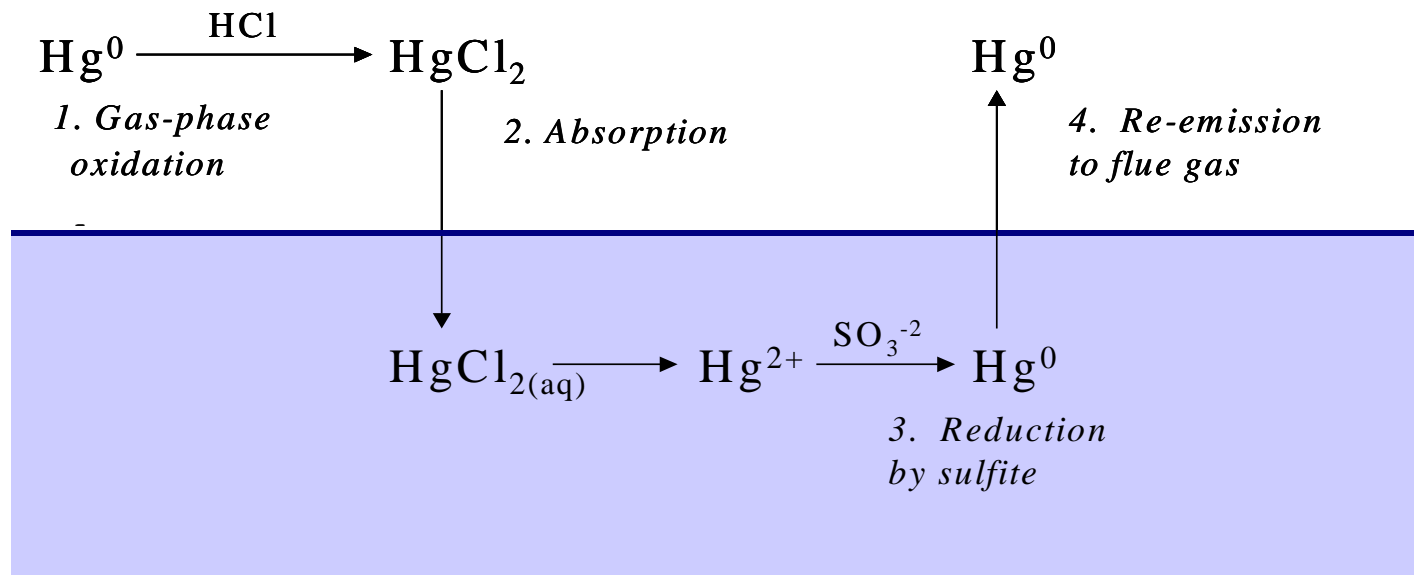 HCl
Hg⁰ HgCl₂ Hg⁰
1. Gas-phase
oxidation
2. Absorption
4. Re-emission
to flue gas
SO₃⁻²
HgCl₂₍ₐq₎ Hg²⁺ Hg⁰
3. Reduction
by sulfite